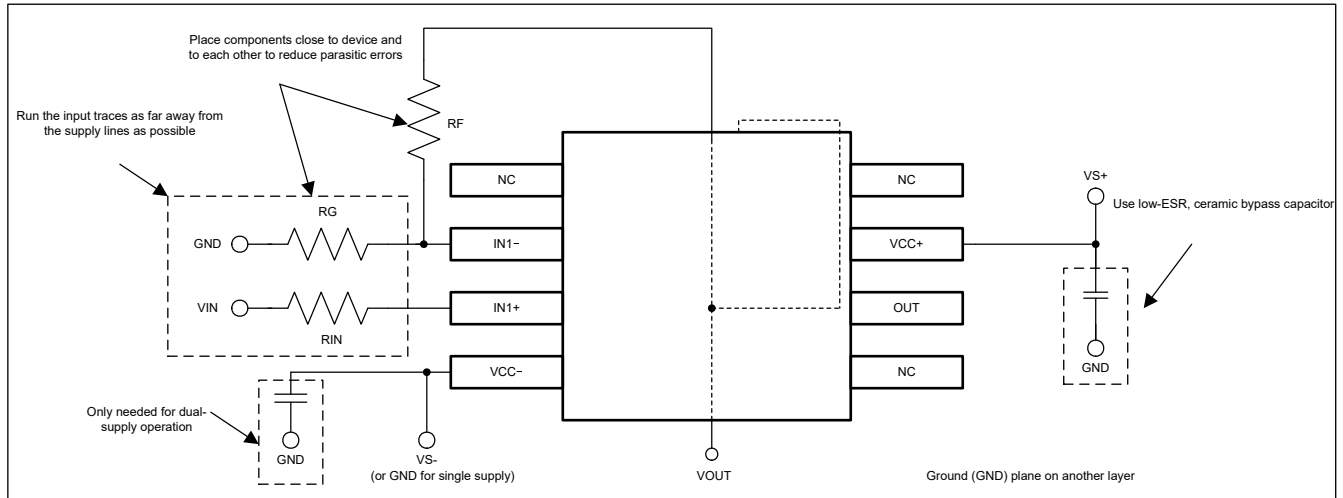 Place components close to device and
to each other to reduce parasitic errors
Run the input traces as far away from
the supply lines as possible
RF
NC
NC
VS+
Use low-ESR, ceramic bypass capacitor
RG
GND
IN1−
VCC+
VIN
IN1+
OUT
RIN
GND
VCC−
NC
Only needed for dual-
supply operation
GND
VS-
(or GND for single supply)
VOUT
Ground (GND) plane on another layer